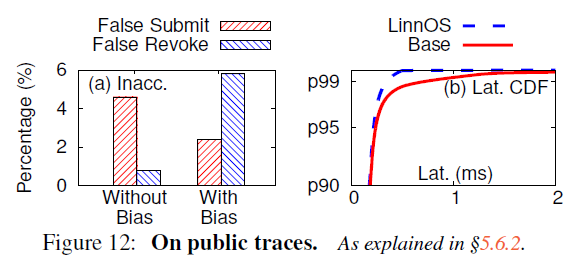 False Submit
False Revoke
Percentage (%)
6
4
2
0
(a) Inacc.
Without
Bias
With
Bias
LinnOS
Base
p99
p95
p90
(b) Lat. CDF
Lat. (ms)
0
1
2
Figure 12: On public traces. As explained in §5.6.2.